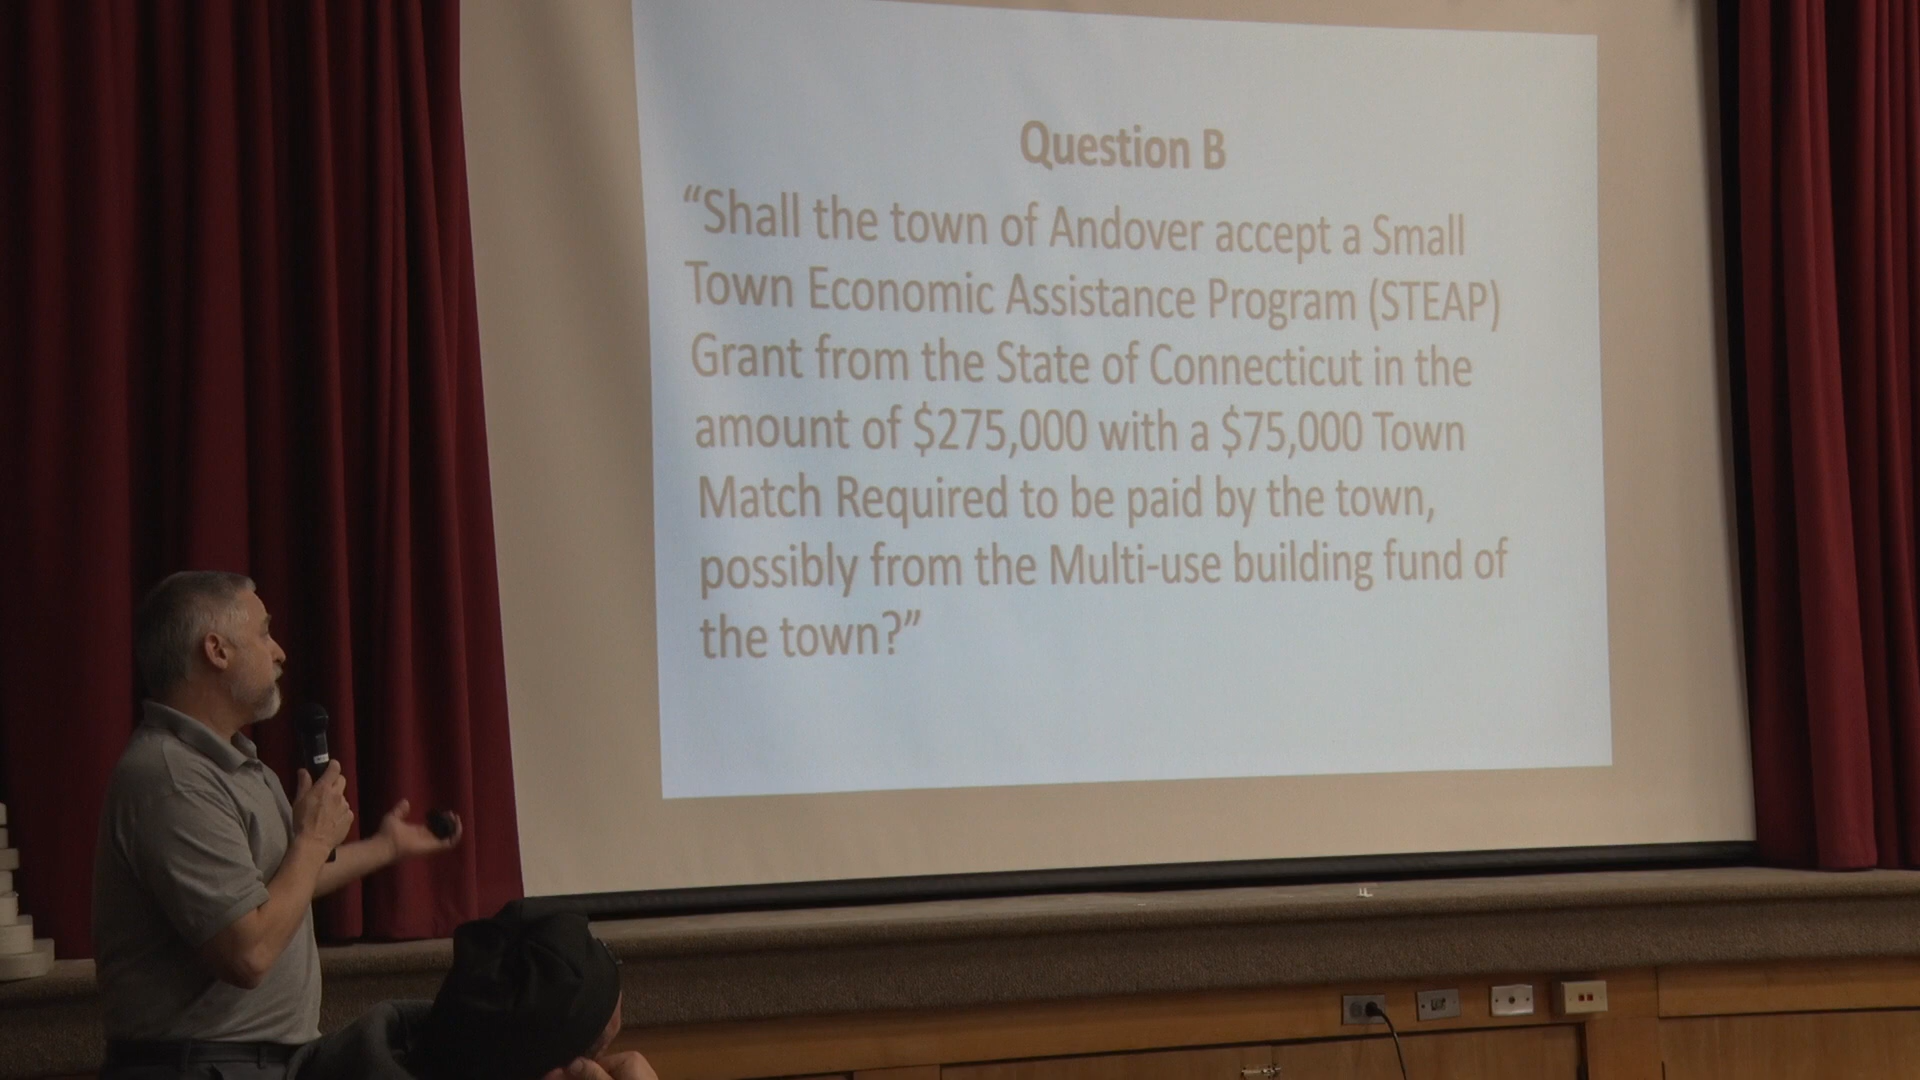 Question B
“Shall the town of Andover accept a Small
Town Economic Assistance Program (STEAP)
Grant from the State of Connecticut in the
amount of $275,000 with a $75,000 Town
Match Required to be paid by the town,
possibly from the Multi-use building fund of
the town?”